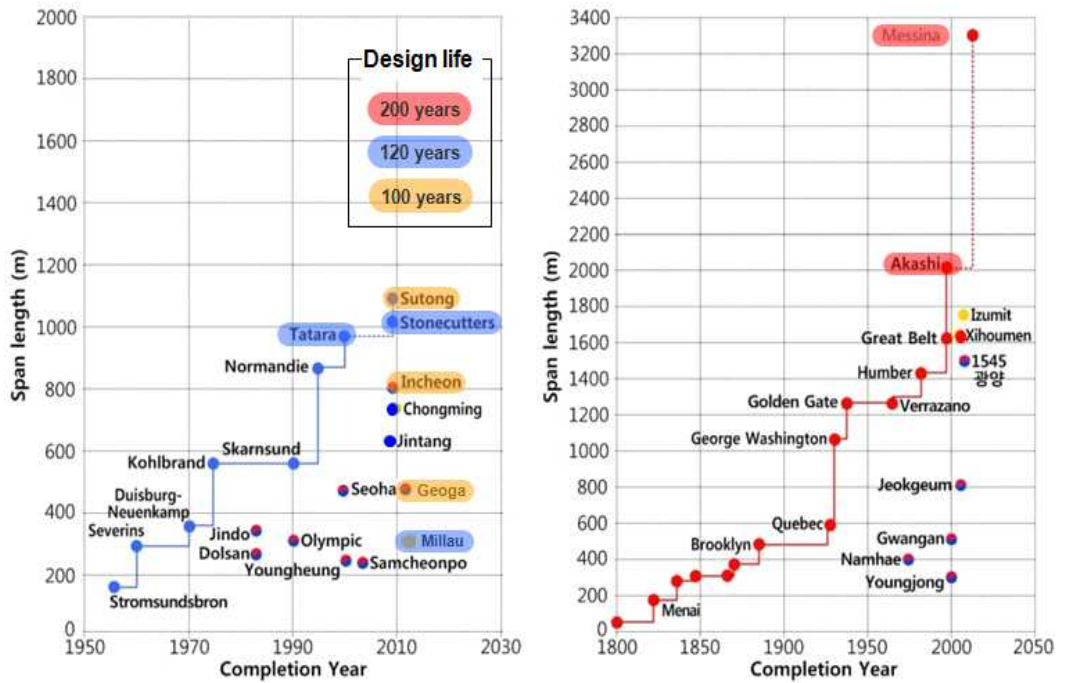 2000
1800
1600
1400
1200
1000
800
600
400
200
0
Span length (m)
1950
1970
1990
2010
2030
Completion Year
Design life
200 years
120 years
100 years
Sutong
Stonecutters
Tatara
Normandie
Incheon
Chongming
Jintang
Skarnsund
Kohlbrand
Seoha
Geoga
Duisburg-
Neuenkamp
Severins
Jindo
Olympic
Millau
Dolsan
Youngheung
Samcheonpo
Stromsundsbron
3400
3200
3000
2800
2600
2400
2200
2000
1800
1600
1400
1200
1000
800
600
400
200
0
Span length (m)
1800
1850
1900
1950
2000
2050
Completion Year
Messina
Akashi
Izumit
Great Belt
Xihoumen
Humber
1545
광양
Golden Gate
Verrazano
George Washington
Jeokgeum
Quebec
Gwangan
Brooklyn
Namhae
Youngjong
Menai